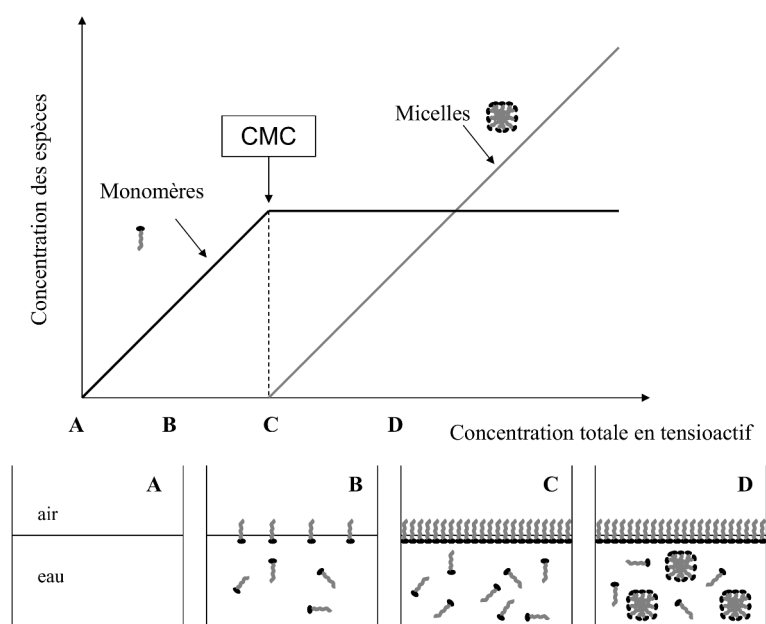 Concentration des espèces
Micelles
CMC
Monomères
A B C D
Concentration totale en tensioactif
A B C D
air
eau